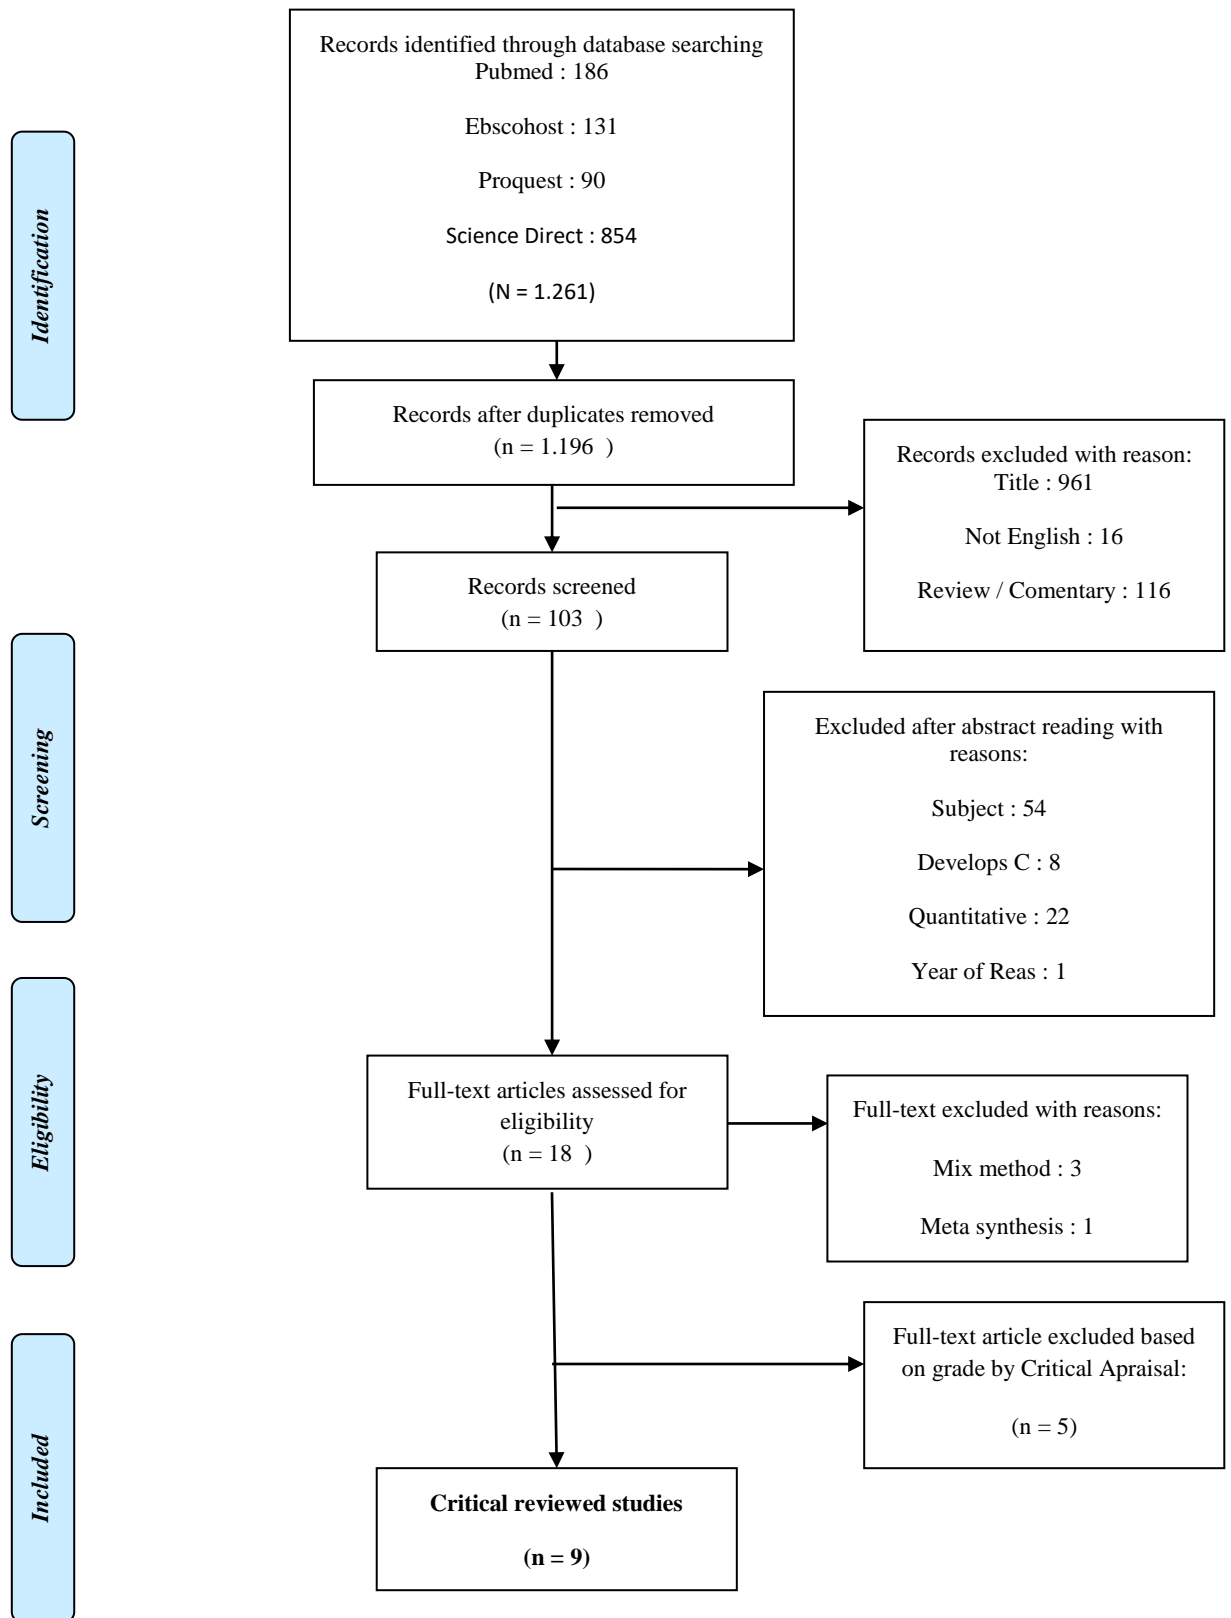 Records identified through database searching
Pubmed : 186
Ebscohost : 131
Proquest : 90
Science Direct : 854
(N = 1.261)
Identification
Records after duplicates removed
(n = 1.196 )
Records excluded with reason:
Title : 961
Not English : 16
Review / Comentary : 116
Records screened
(n = 103 )
Screening
Excluded after abstract reading with
reasons:
Subject : 54
Develops C : 8
Quantitative : 22
Year of Reas : 1
Eligibility
Full-text articles assessed for
eligibility
(n = 18 )
Full-text excluded with reasons:
Mix method : 3
Meta synthesis : 1
Included
Full-text article excluded based
on grade by Critical Apraisal:
(n = 5)
Critical reviewed studies
(n = 9)